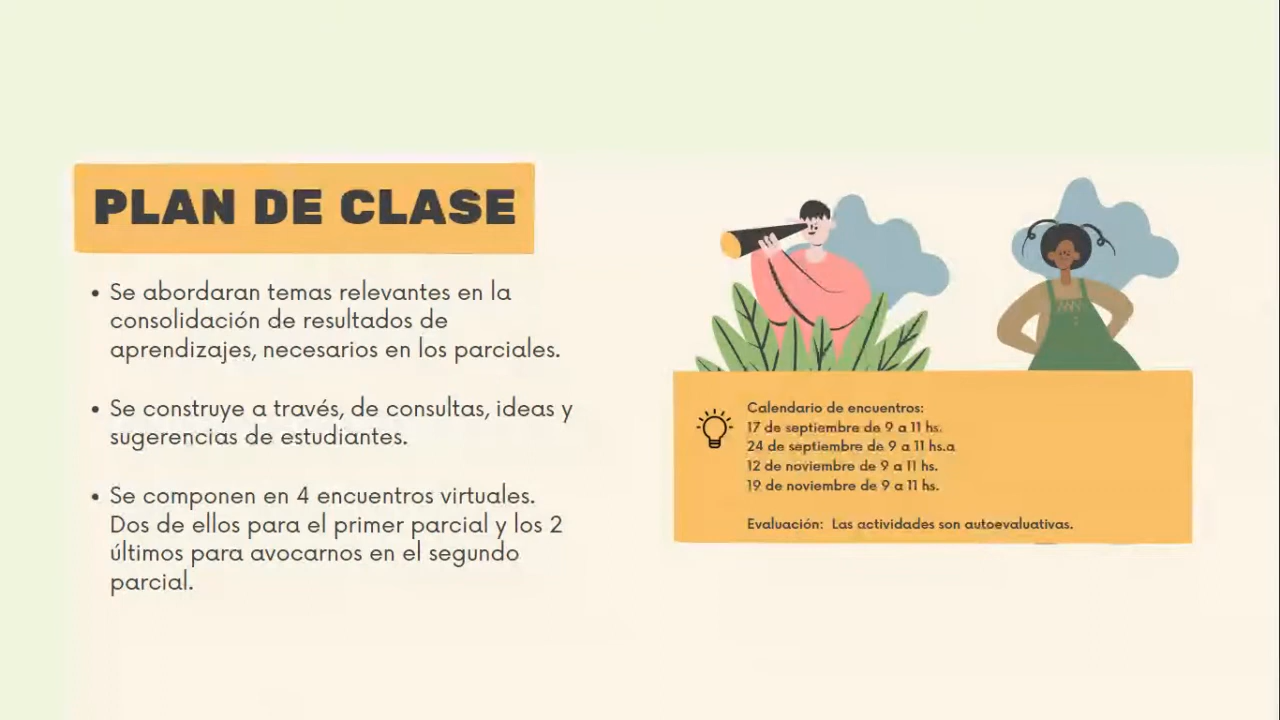 PLAN DE CLASE
• Se abordaran temas relevantes en la
consolidación de resultados de
aprendizajes, necesarios en los parciales.
• Se construye a través, de consultas, ideas y
sugerencias de estudiantes.
• Se componen en 4 encuentros virtuales.
Dos de ellos para el primer parcial y los 2
últimos para avocarnos en el segundo
parcial.
Calendario de encuentros:
17 de septiembre de 9 a 11 hs.
24 de septiembre de 9 a 11 hs.a
12 de noviembre de 9 a 11 hs.
19 de noviembre de 9 a 11 hs.
Evaluación: Las actividades son autoevaluativas.